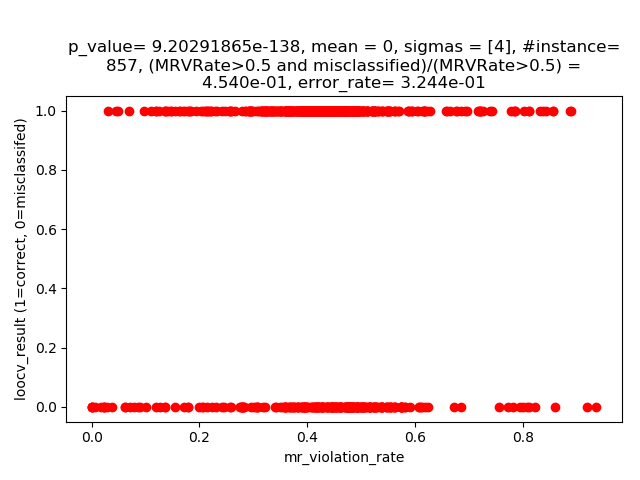 p_value= 9.20291865e-138, mean = 0, sigmas = [4], #instance=
857, (MRVRate>0.5 and misclassified)/(MRVRate>0.5) =
4.540e-01, error_rate= 3.244e-01
1.0
0.8
0.6
0.4
0.2
0.0
loocv_result (1=correct, 0=misclassifed)
0.0 0.2 0.4 0.6 0.8
mr_violation_rate